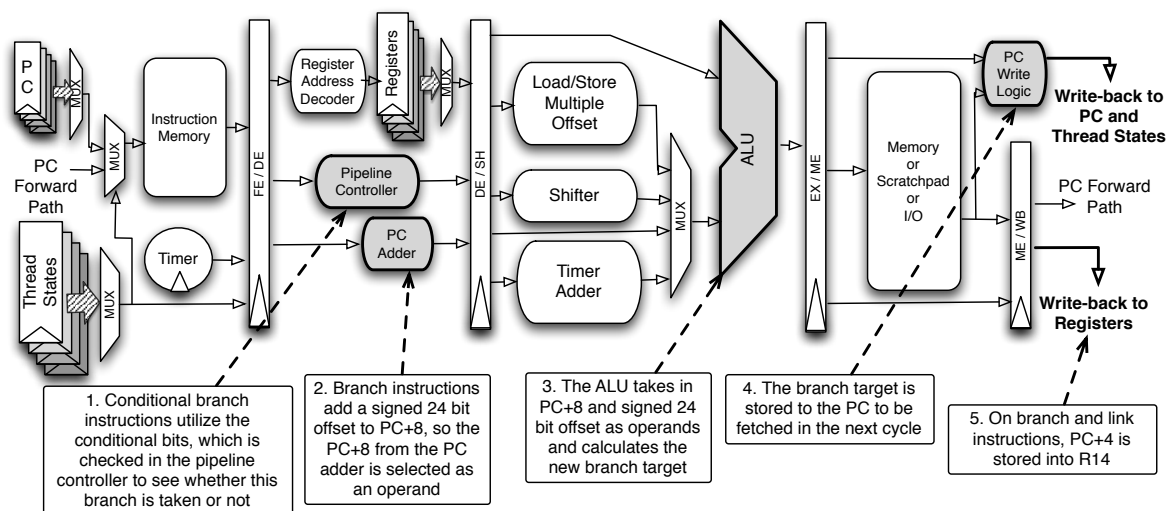 PC
MUX
PC
Forward
Path
MUX
Instruction
Memory
Thread
States
MUX
Timer
FE / DE
Register
Address
Decoder
Registers
MUX
Pipeline
Controller
PC
Adder
DE / SH
Load/Store
Multiple
Offset
Shifter
Timer
Adder
MUX
ALU
EX / ME
Memory
or
Scratchpad
or
I/O
PC
Write
Logic
Write-back to
PC and
Thread States
ME / WB
PC Forward
Path
Write-back to
Registers
1. Conditional branch
instructions utilize the
conditional bits, which is
checked in the pipeline
controller to see whether this
branch is taken or not
2. Branch instructions
add a signed 24 bit
offset to PC+8, so the
PC+8 from the PC
adder is selected as
an operand
3. The ALU takes in
PC+8 and signed 24
bit offset as operands
and calculates the
new branch target
4. The branch target is
stored to the PC to be
fetched in the next cycle
5. On branch and link
instructions, PC+4 is
stored into R14